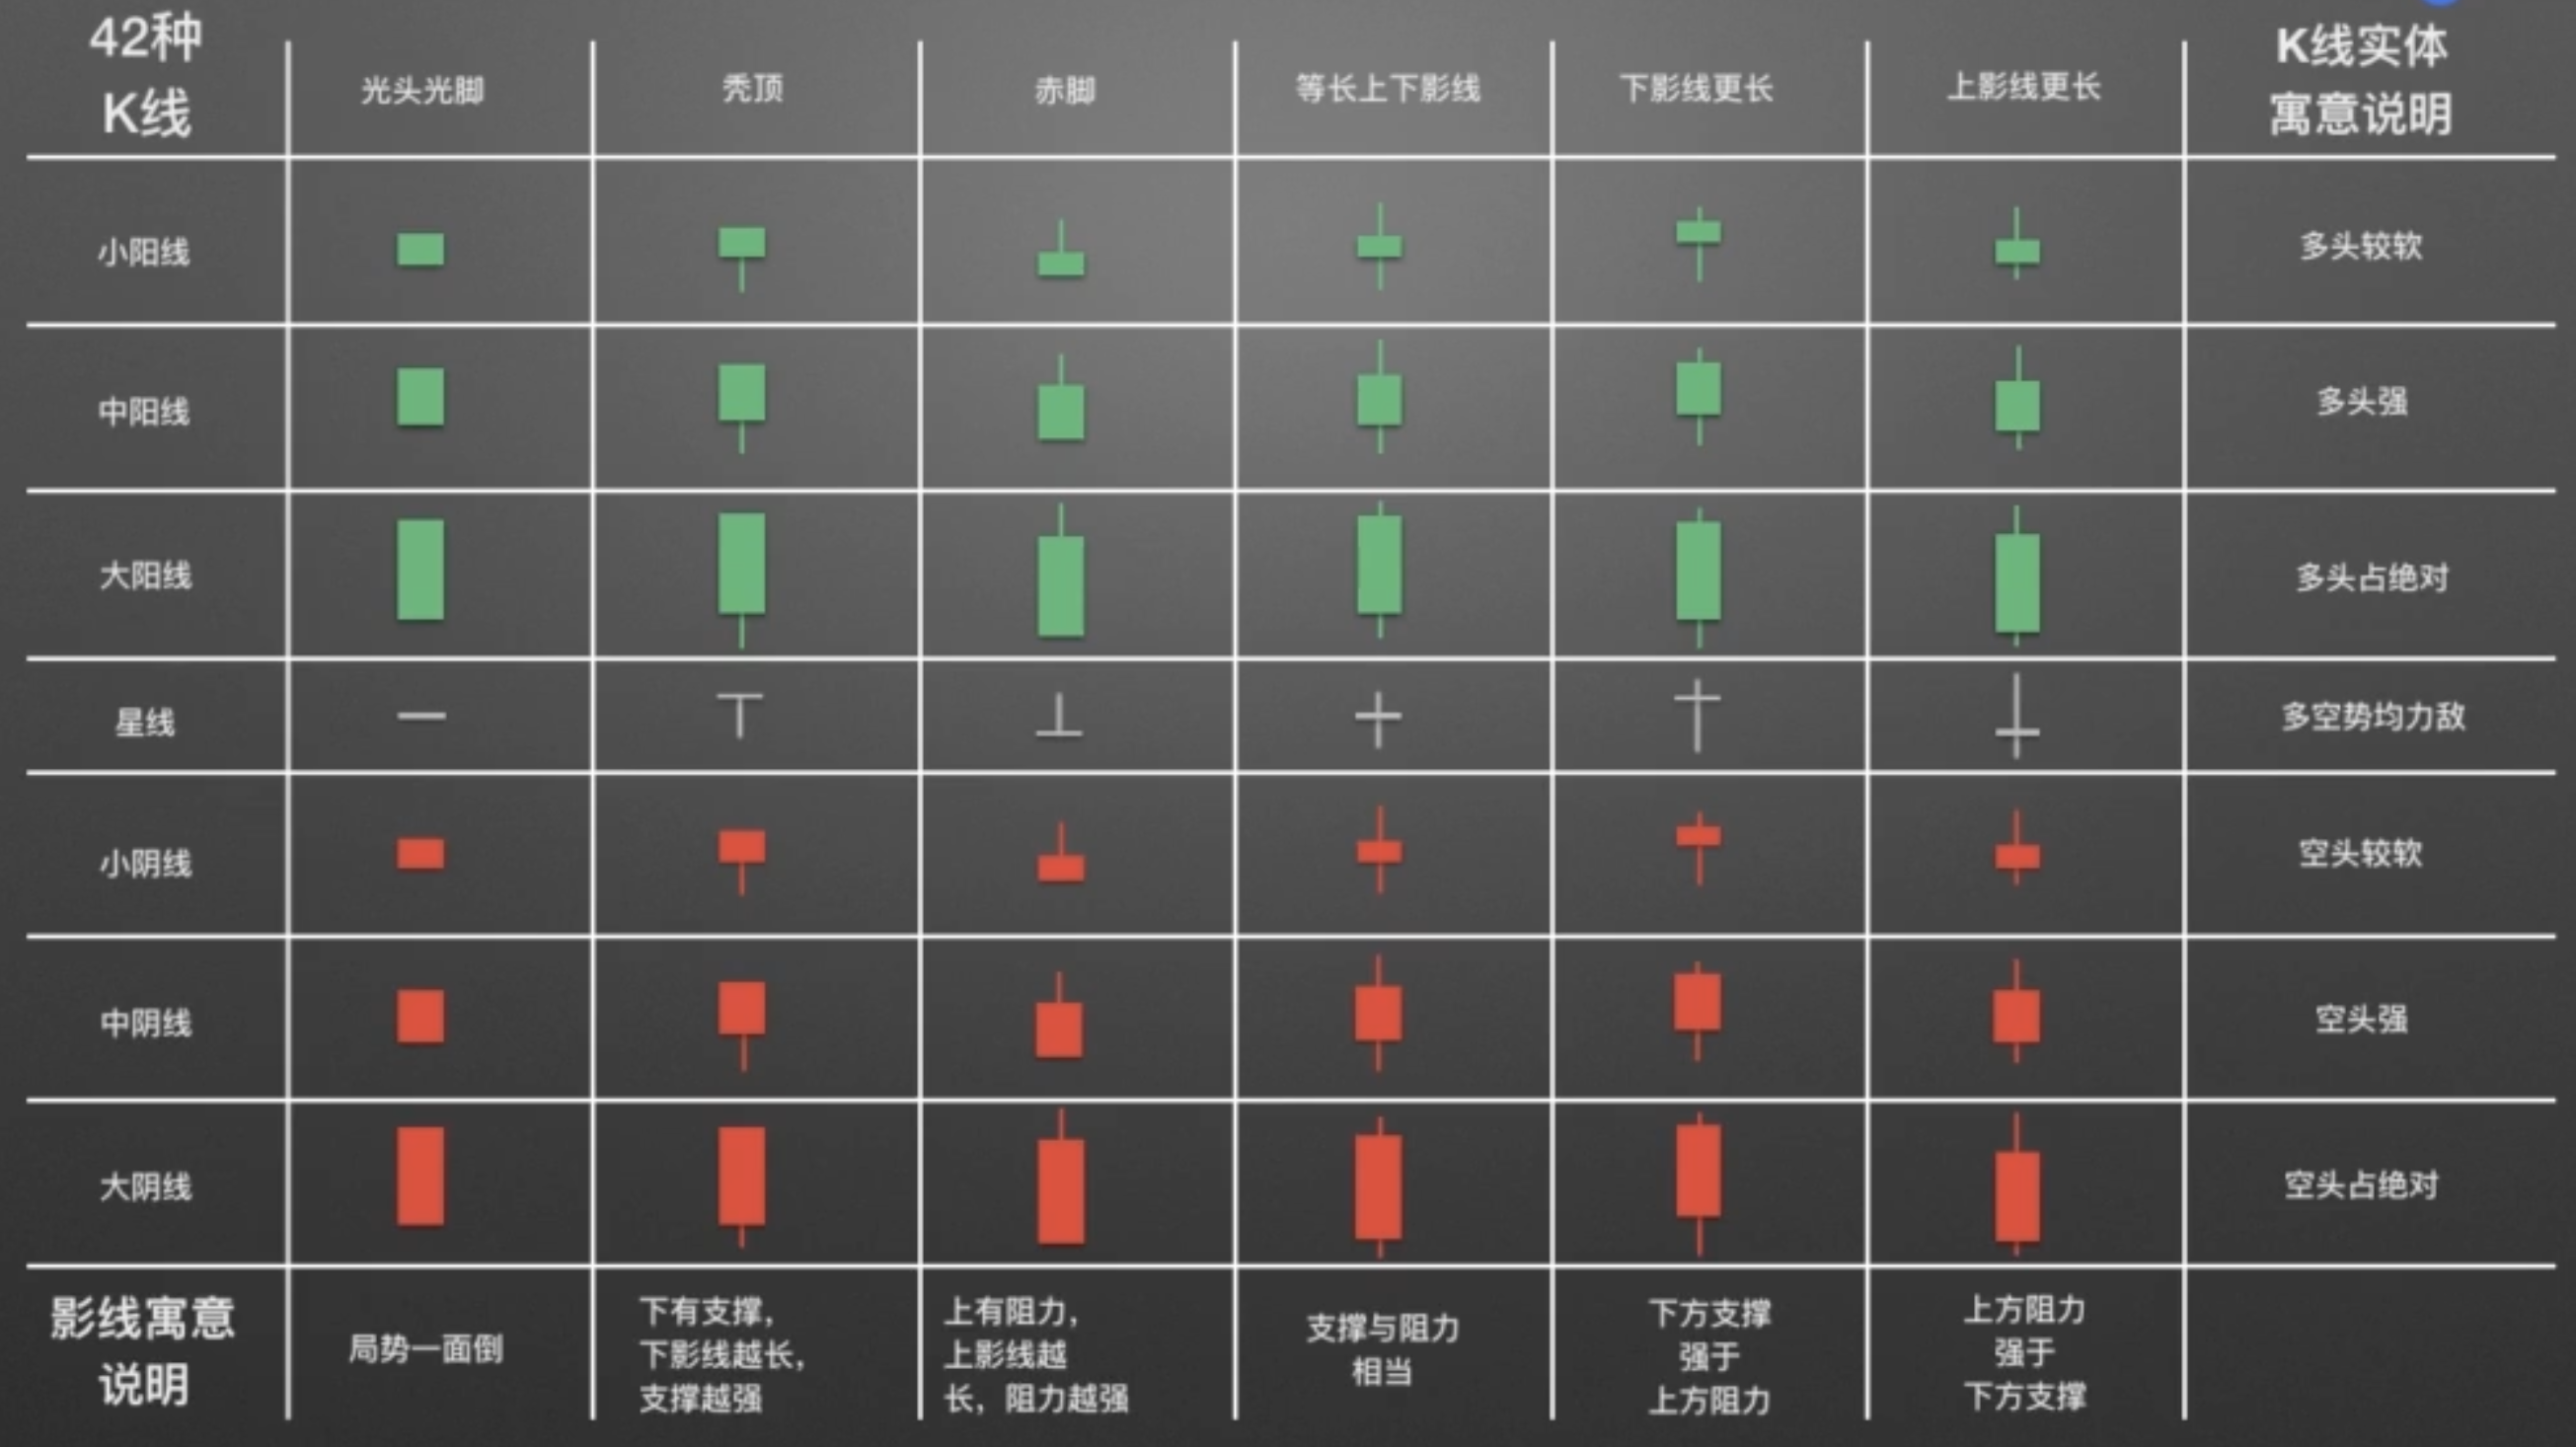 42种
K线
光头光脚
秃顶
赤脚
等长上下影线
下影线更长
上影线更长
K线实体
寓意说明
小阳线
多头较软
中阳线
多头强
大阳线
多头占绝对
星线
多空势均力敌
小阴线
空头较软
中阴线
空头强
大阴线
空头占绝对
影线寓意
说明
局势一面倒
下有支撑，
下影线越长，
支撑越强
上有阻力，
上影线越
长，阻力越强
支撑与阻力
相当
下方支撑
强于
上方阻力
上方阻力
强于
下方支撑